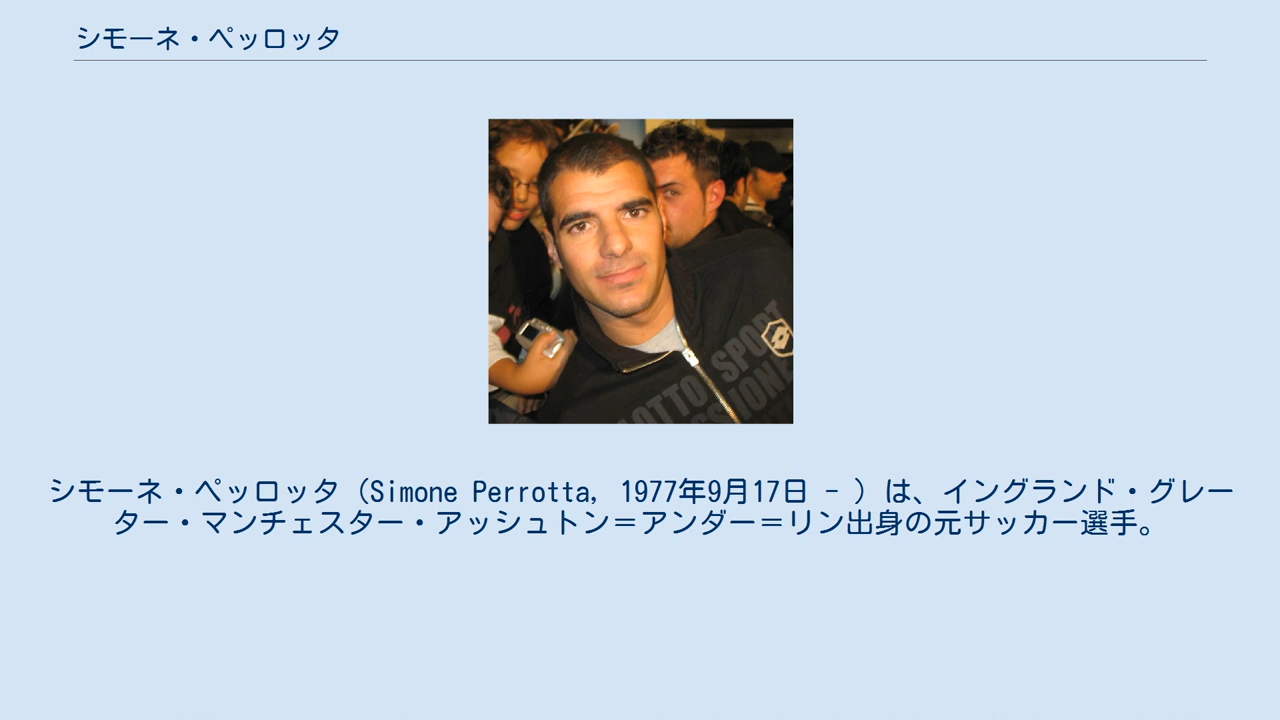 シモーネ・ペッロッタ
LOTTO SPORT
シモーネ・ペッロッタ（Simone Perrotta, 1977年9月17日 - ）は、イングランド・グレー
ター・マンチェスター・アッシュトン＝アンダー＝リン出身の元サッカー選手。